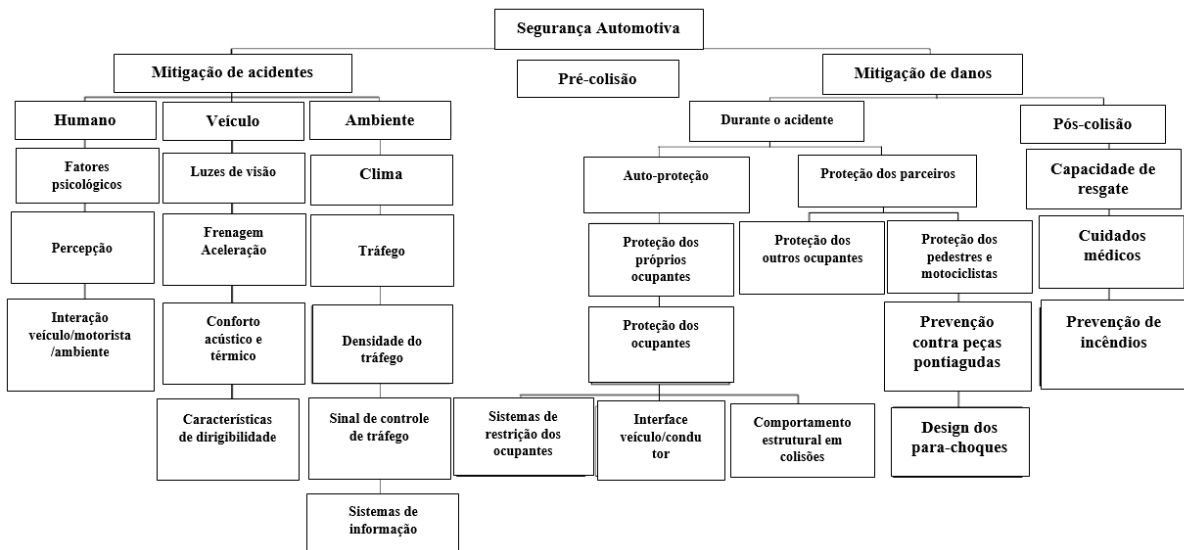 Segurança Automotiva
Mitigação de acidentes
Pré-colisão
Mitigação de danos
Humano
Veículo
Ambiente
Durante o acidente
Pós-colisão
Fatores
psicológicos
Luzes de visão
Clima
Auto-proteção
Proteção dos parceiros
Capacidade de
resgate
Percepção
Frenagem
Aceleração
Tráfego
Proteção dos
próprios
ocupantes
Proteção dos
outros ocupantes
Proteção dos
pedestres e
motociclistas
Cuidados
médicos
Interação
veículo/motorista
/ambiente
Conforto
acústico e
térmico
Densidade do
tráfego
Proteção dos
ocupantes
Prevenção
contra peças
pontiagudas
Prevenção de
incêndios
Características
de dirigibilidade
Sinal de controle
de tráfego
Sistemas de
restrição dos
ocupantes
Interface
veículo/condu
tor
Comportamento
estrutural em
colisões
Design dos
para-choques
Sistemas de
informação